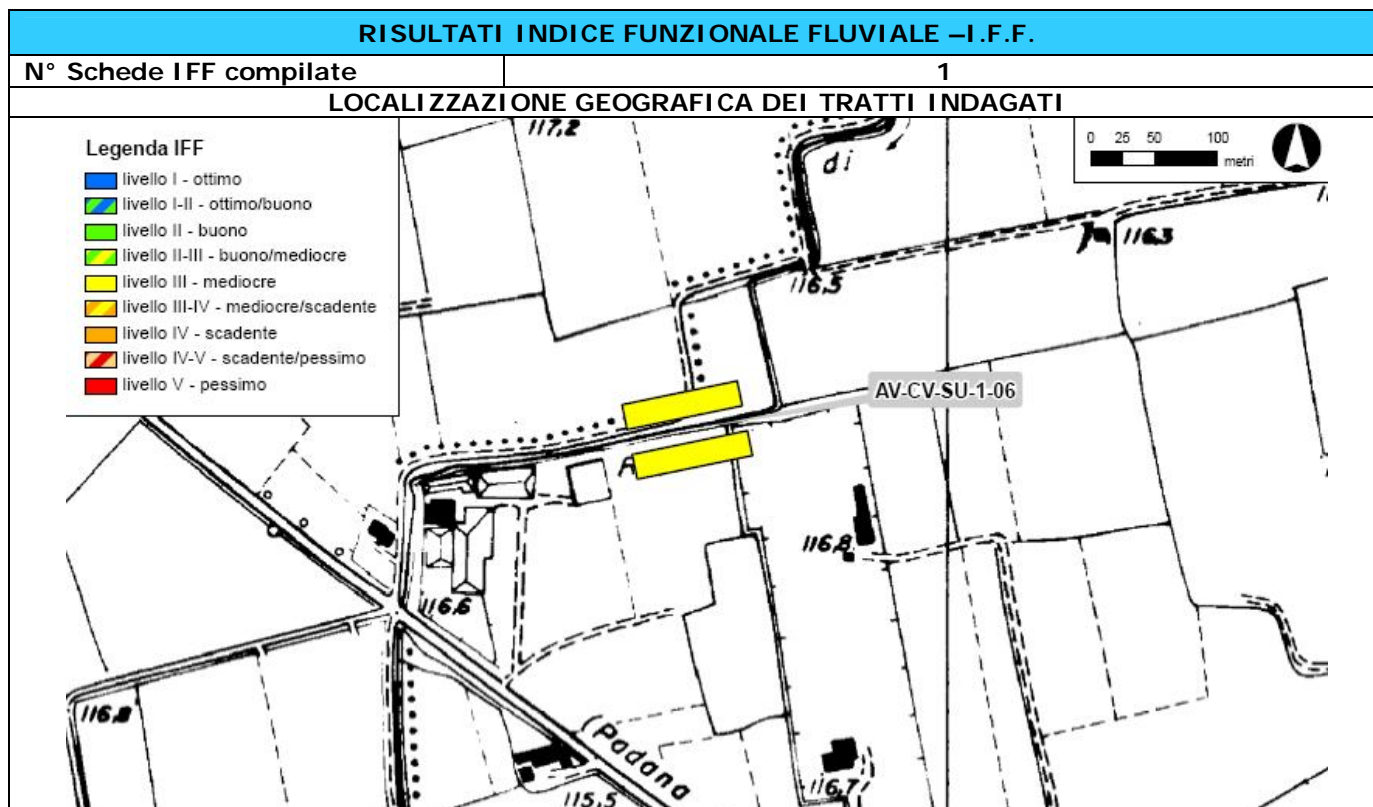 RISULTATI INDICE FUNZIONALE FLUVIALE –I.F.F.
N° Schede IFF compilate 1
LOCALIZZAZIONE GEOGRAFICA DEI TRATTI INDAGATI
Legenda IFF
livello I - ottimo
livello I-II - ottimo/buono
livello II - buono
livello II-III - buono/mediocre
livello III - mediocre
livello III-IV - mediocre/scadente
livello IV - scadente
livello IV-V - scadente/pessimo
livello V - pessimo
0 25 50 100
metri
117,2
di
116,3
116,5
AV-CV-SU-1-06
116,8
116,6
116,8
Padana
116,7
115,5